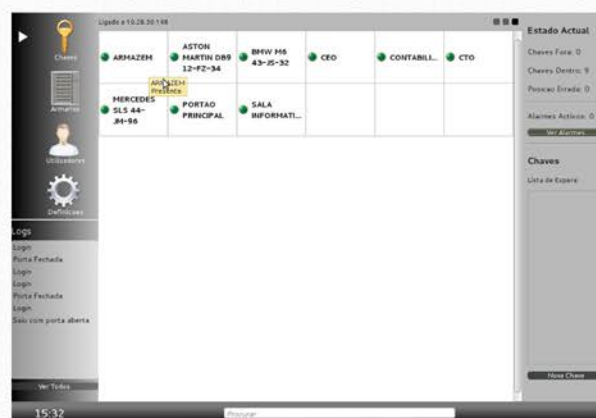 Ligado a 10.28.30.148
Chaves
Armarios
Utilizadores
Definicoes
ARMAZEM
ASTON
MARTIN DB9
12-FZ-34
BMW M6
43-JS-32
CEO
CONTABILI...
CTO
ARMAZEM
Presente
MERCEDES
SLS 44-
JM-96
PORTAO
PRINCIPAL
SALA
INFORMATI...
Logs
Login
Porta Fechada
Login
Login
Porta Fechada
Login
Saiu com porta aberta
Ver Todos
15:32
Procurar
Estado Actual
Chaves Fora: 0
Chaves Dentro: 9
Posicao Errada: 0
Alarmes Activos: 0
Ver Alarmes
Chaves
Lista de Espera:
Nova Chave